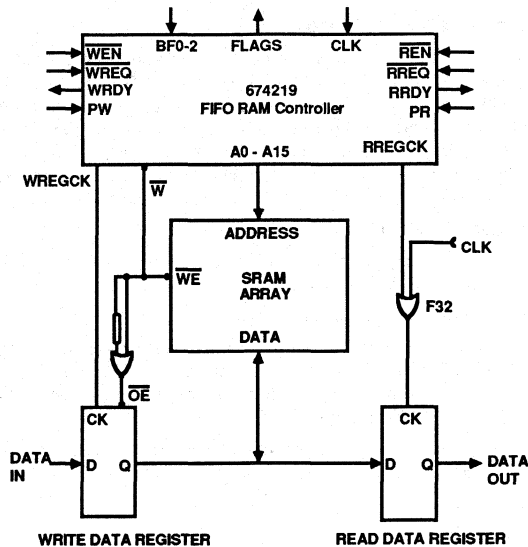 BF0-2 FLAGS CLK
WEN REN
WREQ RREQ
WRDY 674219 RRDY
PW FIFO RAM Controller PR
A0 - A15 RREGCK
WREGCK W
ADDRESS
CLK
WE SRAM
ARRAY
F32
DATA
OE
CK CK
DATA IN D Q D Q DATA OUT
WRITE DATA REGISTER READ DATA REGISTER